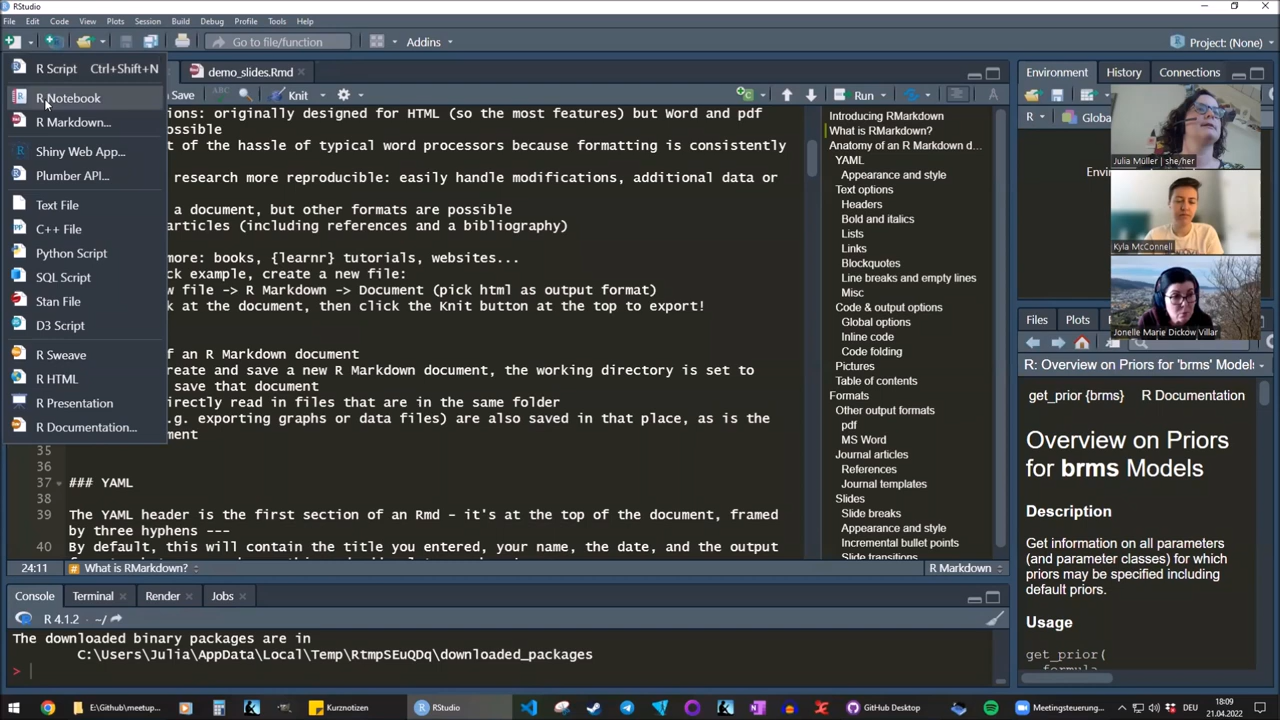 RStudio
File Edit Code View Plots Session Build Debug Profile Tools Help
Go to file/function
Addins
Project: (None)
R Script Ctrl+Shift+N
R Notebook
R Markdown...
Shiny Web App...
Plumber API...
Text File
C++ File
Python Script
SQL Script
Stan File
D3 Script
R Sweave
R HTML
R Presentation
R Documentation...
demo_slides.Rmd
Save
Knit
Run
ions: originally designed for HTML (so the most features) but Word and pdf
ossible
t of the hassle of typical word processors because formatting is consistently
research more reproducible: easily handle modifications, additional data or
a document, but other formats are possible
articles (including references and a bibliography)
more: books, {learnr} tutorials, websites...
ck example, create a new file:
w file -> R Markdown -> Document (pick html as output format)
k at the document, then click the Knit button at the top to export!
f an R Markdown document
reate and save a new R Markdown document, the working directory is set to
save that document
irectly read in files that are in the same folder
e.g. exporting graphs or data files) are also saved in that place, as is the
ment
35
36
37 ### YAML
38
39 The YAML header is the first section of an Rmd - it's at the top of the document, framed
by three hyphens ---
40 By default, this will contain the title you entered, your name, the date, and the output
24:11 What is RMarkdown? R Markdown
Introducing RMarkdown
What is RMarkdown?
Anatomy of an R Markdown d...
YAML
Appearance and style
Text options
Headers
Bold and italics
Lists
Links
Blockquotes
Line breaks and empty lines
Misc
Code & output options
Global options
Inline code
Code folding
Pictures
Table of contents
Formats
Other output formats
pdf
MS Word
Journal articles
References
Journal templates
Slides
Slide breaks
Appearance and style
Incremental bullet points
Slide transitions
Console Terminal Render Jobs
R 4.1.2 · ~/
The downloaded binary packages are in
C:\Users\Julia\AppData\Local\Temp\RtmpSEuQDq\downloaded_packages
>
Environment History Connections
R Global
Envi
Julia Müller | she/her
Kyla McConnell
Jonelle Marie Dickow Villar
Files Plots
R: Overview on Priors for 'brms' Models
get_prior {brms} R Documentation
Overview on Priors
for brms Models
Description
Get information on all parameters
(and parameter classes) for which
priors may be specified including
default priors.
Usage
get_prior(
formula,
E:\Github\meetup...
Kurznotizen
RStudio
GitHub Desktop
Meetingsteuerung...
DEU
18:09
21.04.2022